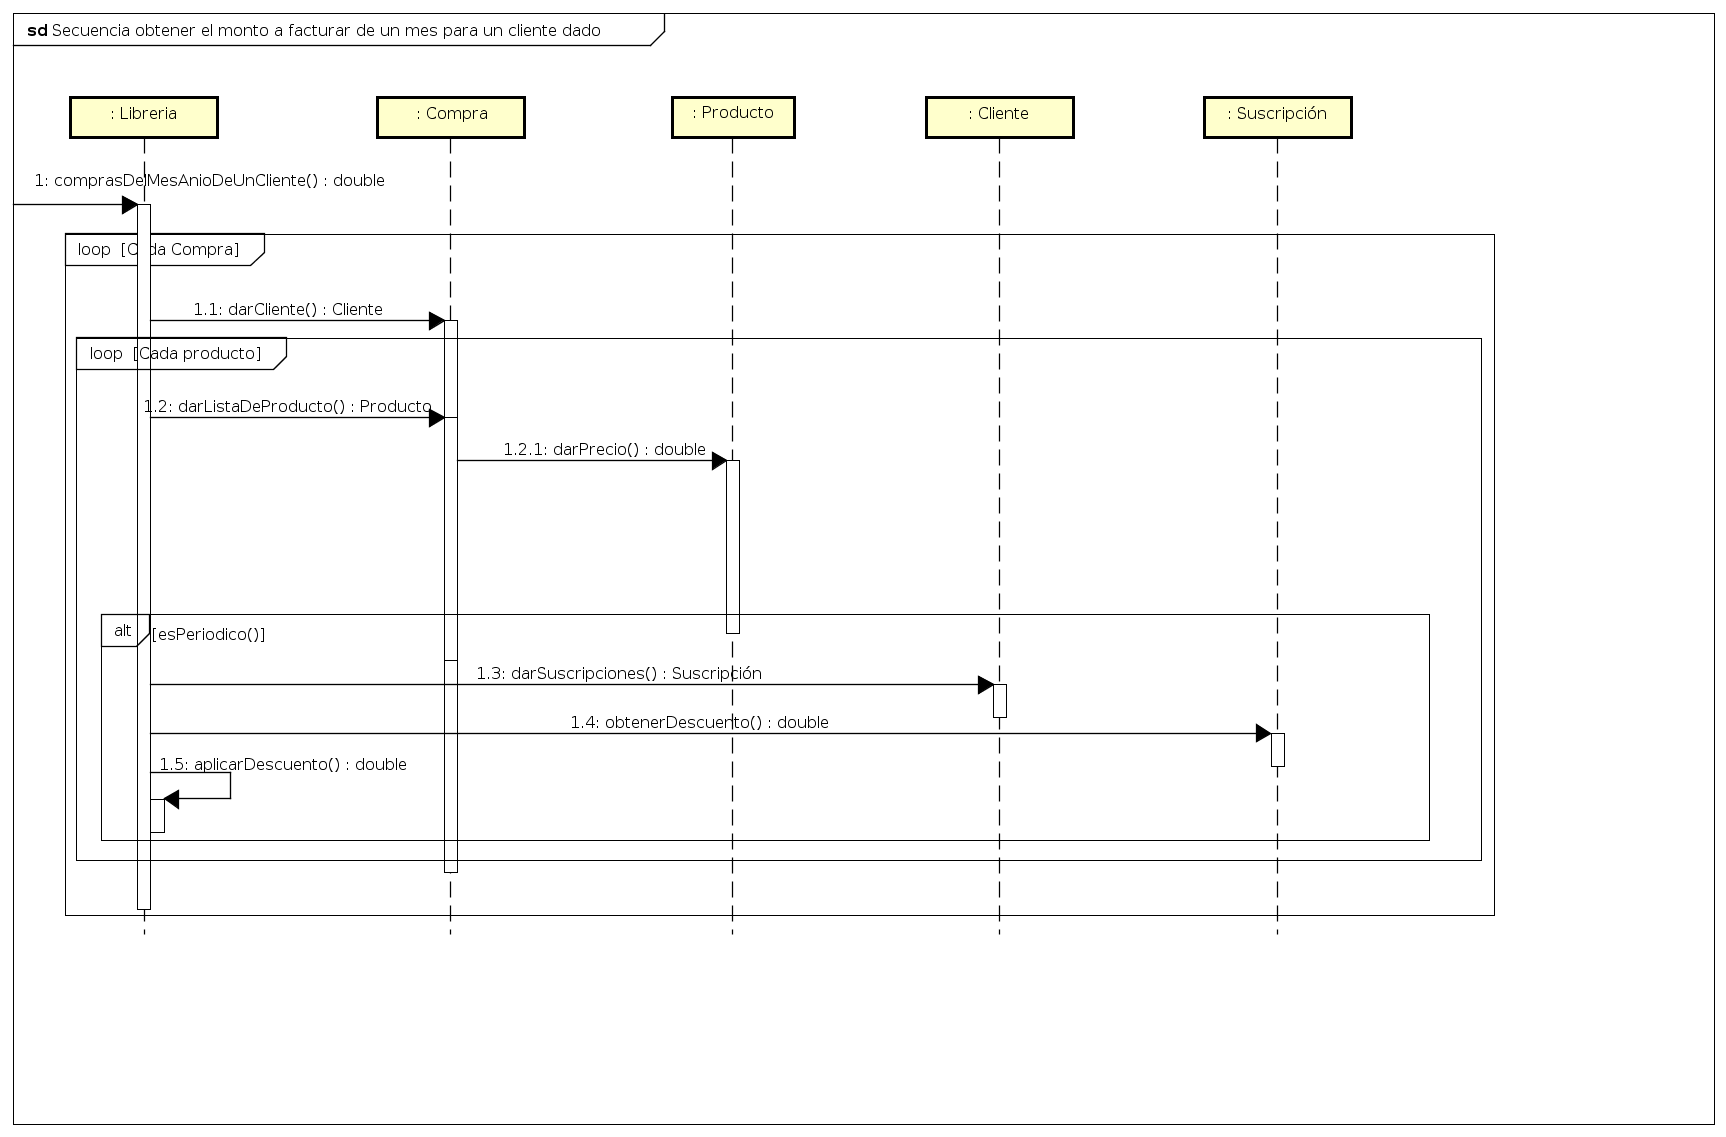 sd Secuencia obtener el monto a facturar de un mes para un cliente dado
: Libreria
: Compra
: Producto
: Cliente
: Suscripción
1: comprasDelMesAnioDeUnCliente() : double
loop [Cada Compra]
1.1: darCliente() : Cliente
loop [Cada producto]
1.2: darListaDeProducto() : Producto
1.2.1: darPrecio() : double
alt
[esPeriodico()]
1.3: darSuscripciones() : Suscripción
1.4: obtenerDescuento() : double
1.5: aplicarDescuento() : double